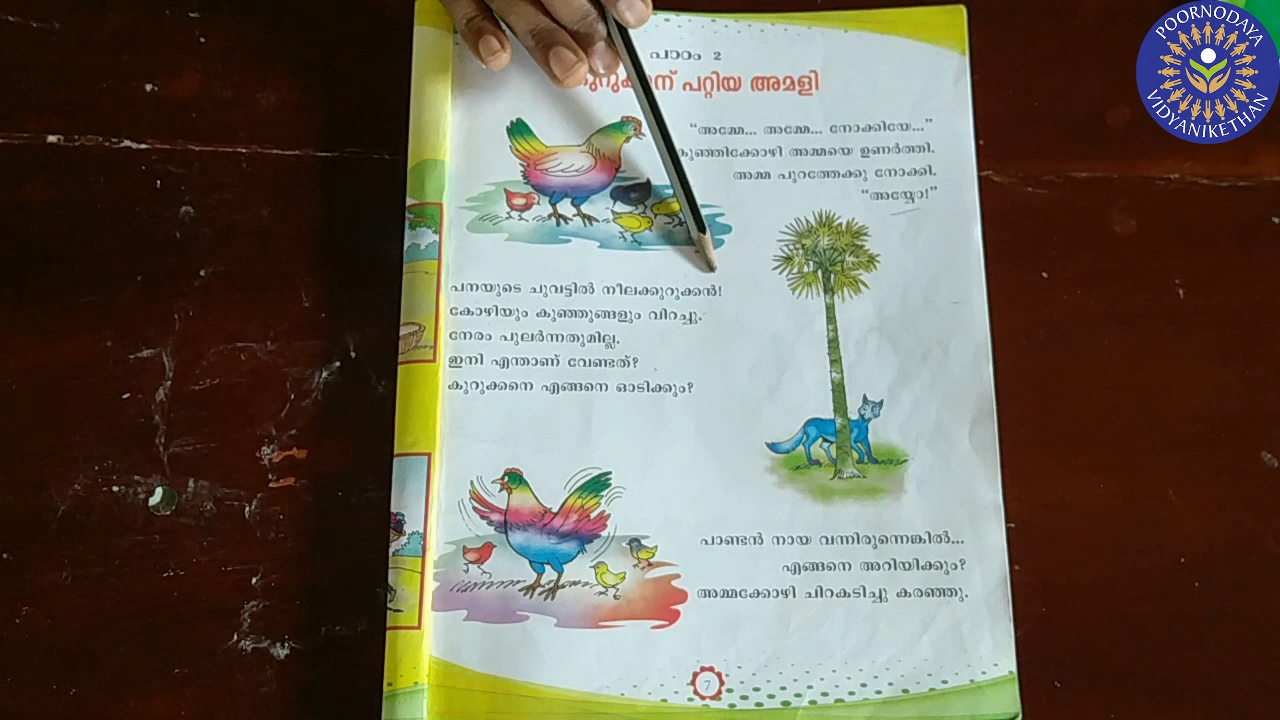 പാഠം 2
പറ്റിയ അമളി
“അമ്മേ... അമ്മേ... നോക്കിയേ...”
കുഞ്ഞിക്കോഴി അമ്മയെ ഉണർത്തി.
അമ്മ പുറത്തേക്കു നോക്കി.
“അയ്യോ!”
പനയുടെ ചുവട്ടിൽ നീലക്കുറുക്കൻ!
കോഴിയും കുഞ്ഞുങ്ങളും വിറച്ചു.
നേരം പുലർന്നതുമില്ല.
ഇനി എന്താണ് വേണ്ടത്?
കുറുക്കനെ എങ്ങനെ ഓടിക്കും?
പാണ്ടൻ നായ വന്നിരുന്നെങ്കിൽ...
എങ്ങനെ അറിയിക്കും?
അമ്മക്കോഴി ചിറകടിച്ചു കരഞ്ഞു.
7
POORNODAYA
VIDYANIKETHAN